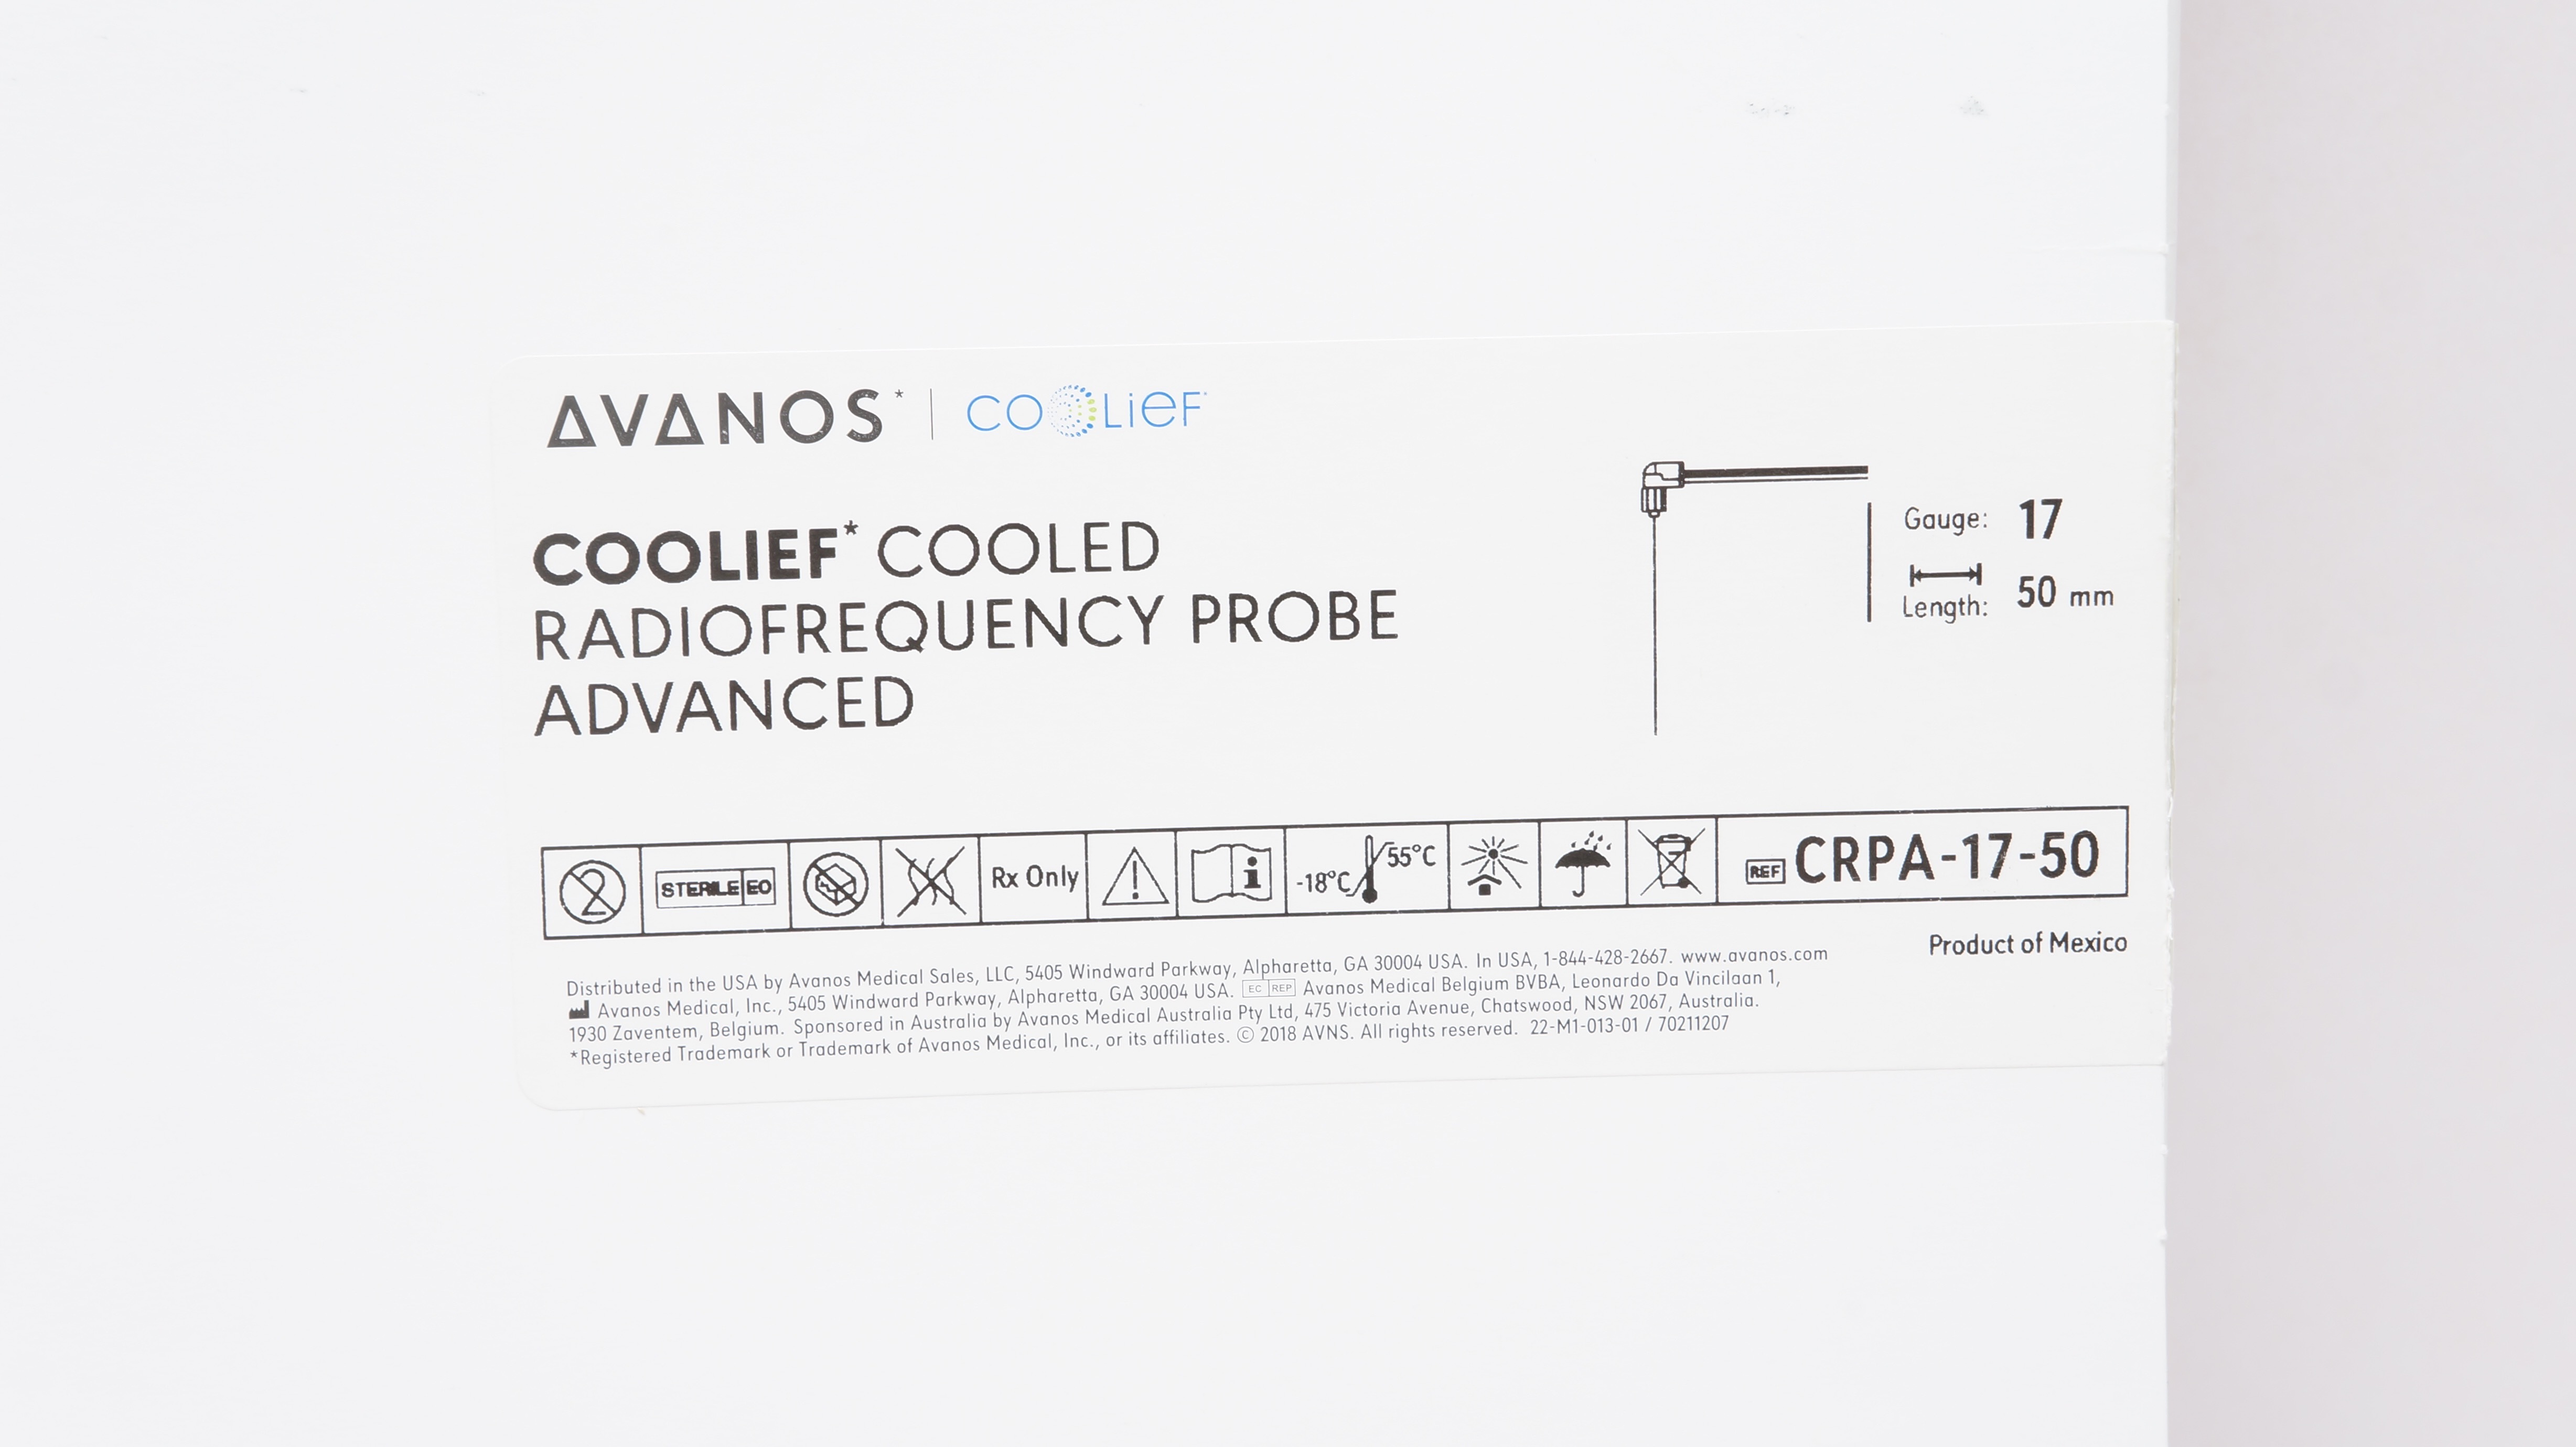 AVANOS* | COOLIEF*
COOLIEF* COOLED
RADIOFREQUENCY PROBE
ADVANCED
Gauge: 17
Length: 50 mm
2
STERILE EO
Rx Only
-18°C 55°C
REF CRPA-17-50
Product of Mexico
Distributed in the USA by Avanos Medical Sales, LLC, 5405 Windward Parkway, Alpharetta, GA 30004 USA. In USA, 1-844-428-2667. www.avanos.com
Avanos Medical, Inc., 5405 Windward Parkway, Alpharetta, GA 30004 USA. EC REP Avanos Medical Belgium BVBA, Leonardo Da Vincilaan 1,
1930 Zaventem, Belgium. Sponsored in Australia by Avanos Medical Australia Pty Ltd, 475 Victoria Avenue, Chatswood, NSW 2067, Australia.
*Registered Trademark or Trademark of Avanos Medical, Inc., or its affiliates. © 2018 AVNS. All rights reserved. 22-M1-013-01 / 70211207